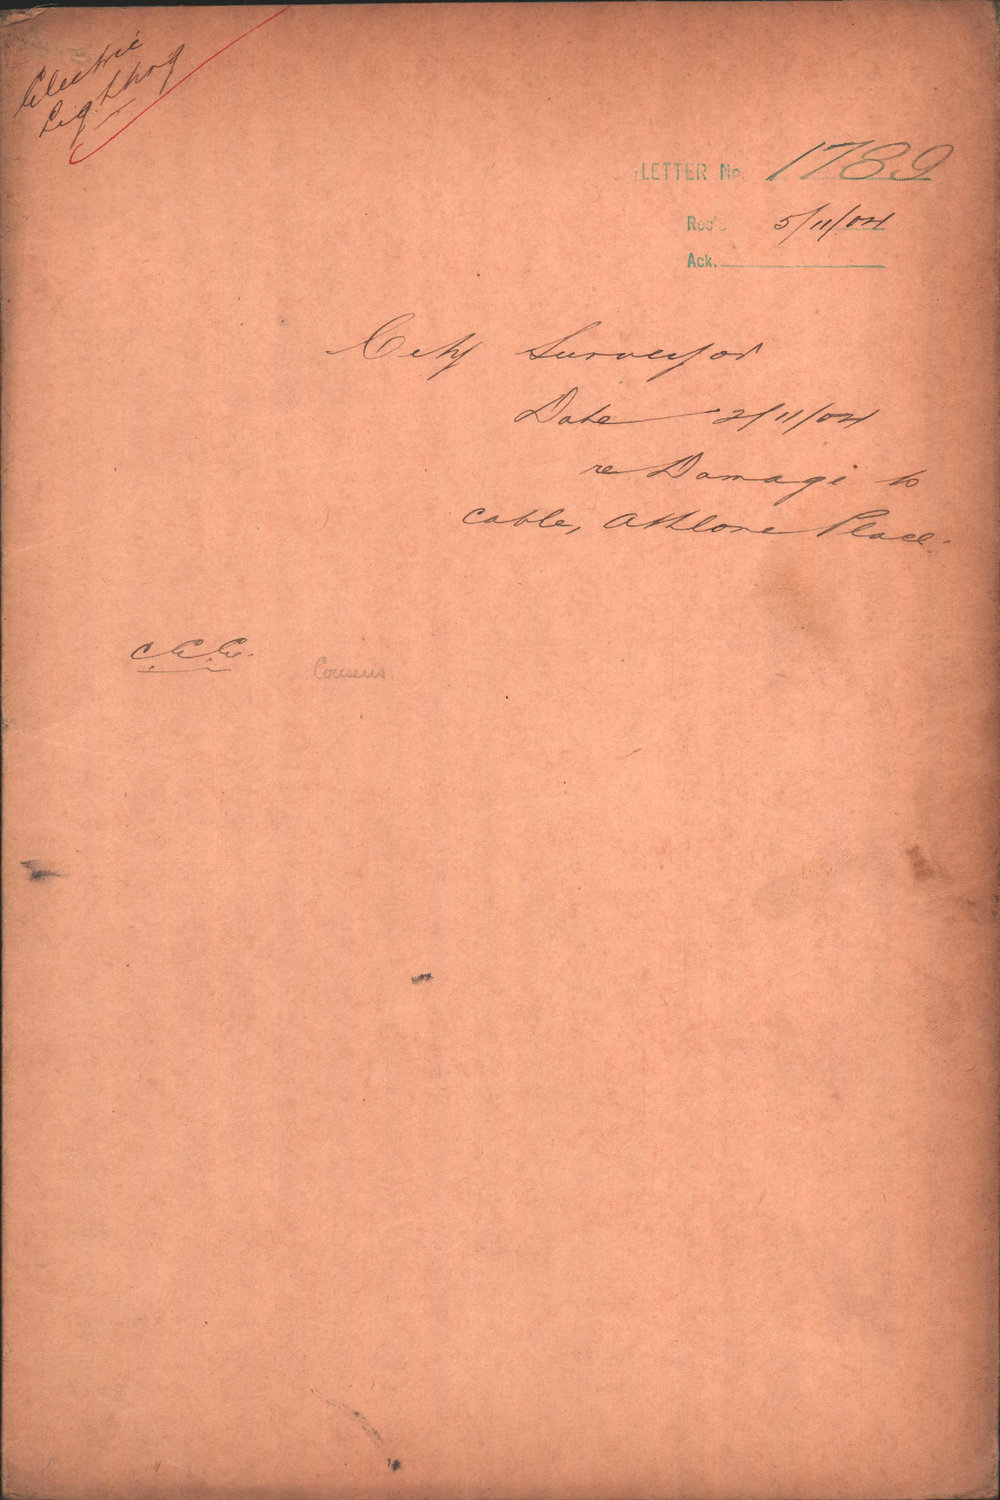 Electric
Lighting
LETTER No. 1789
Rec'd 5/11/04
Ack.
City Surveyor
Date 2/11/04
re Damage to
cable, Athlone Place.
C.E.E.
Cousens